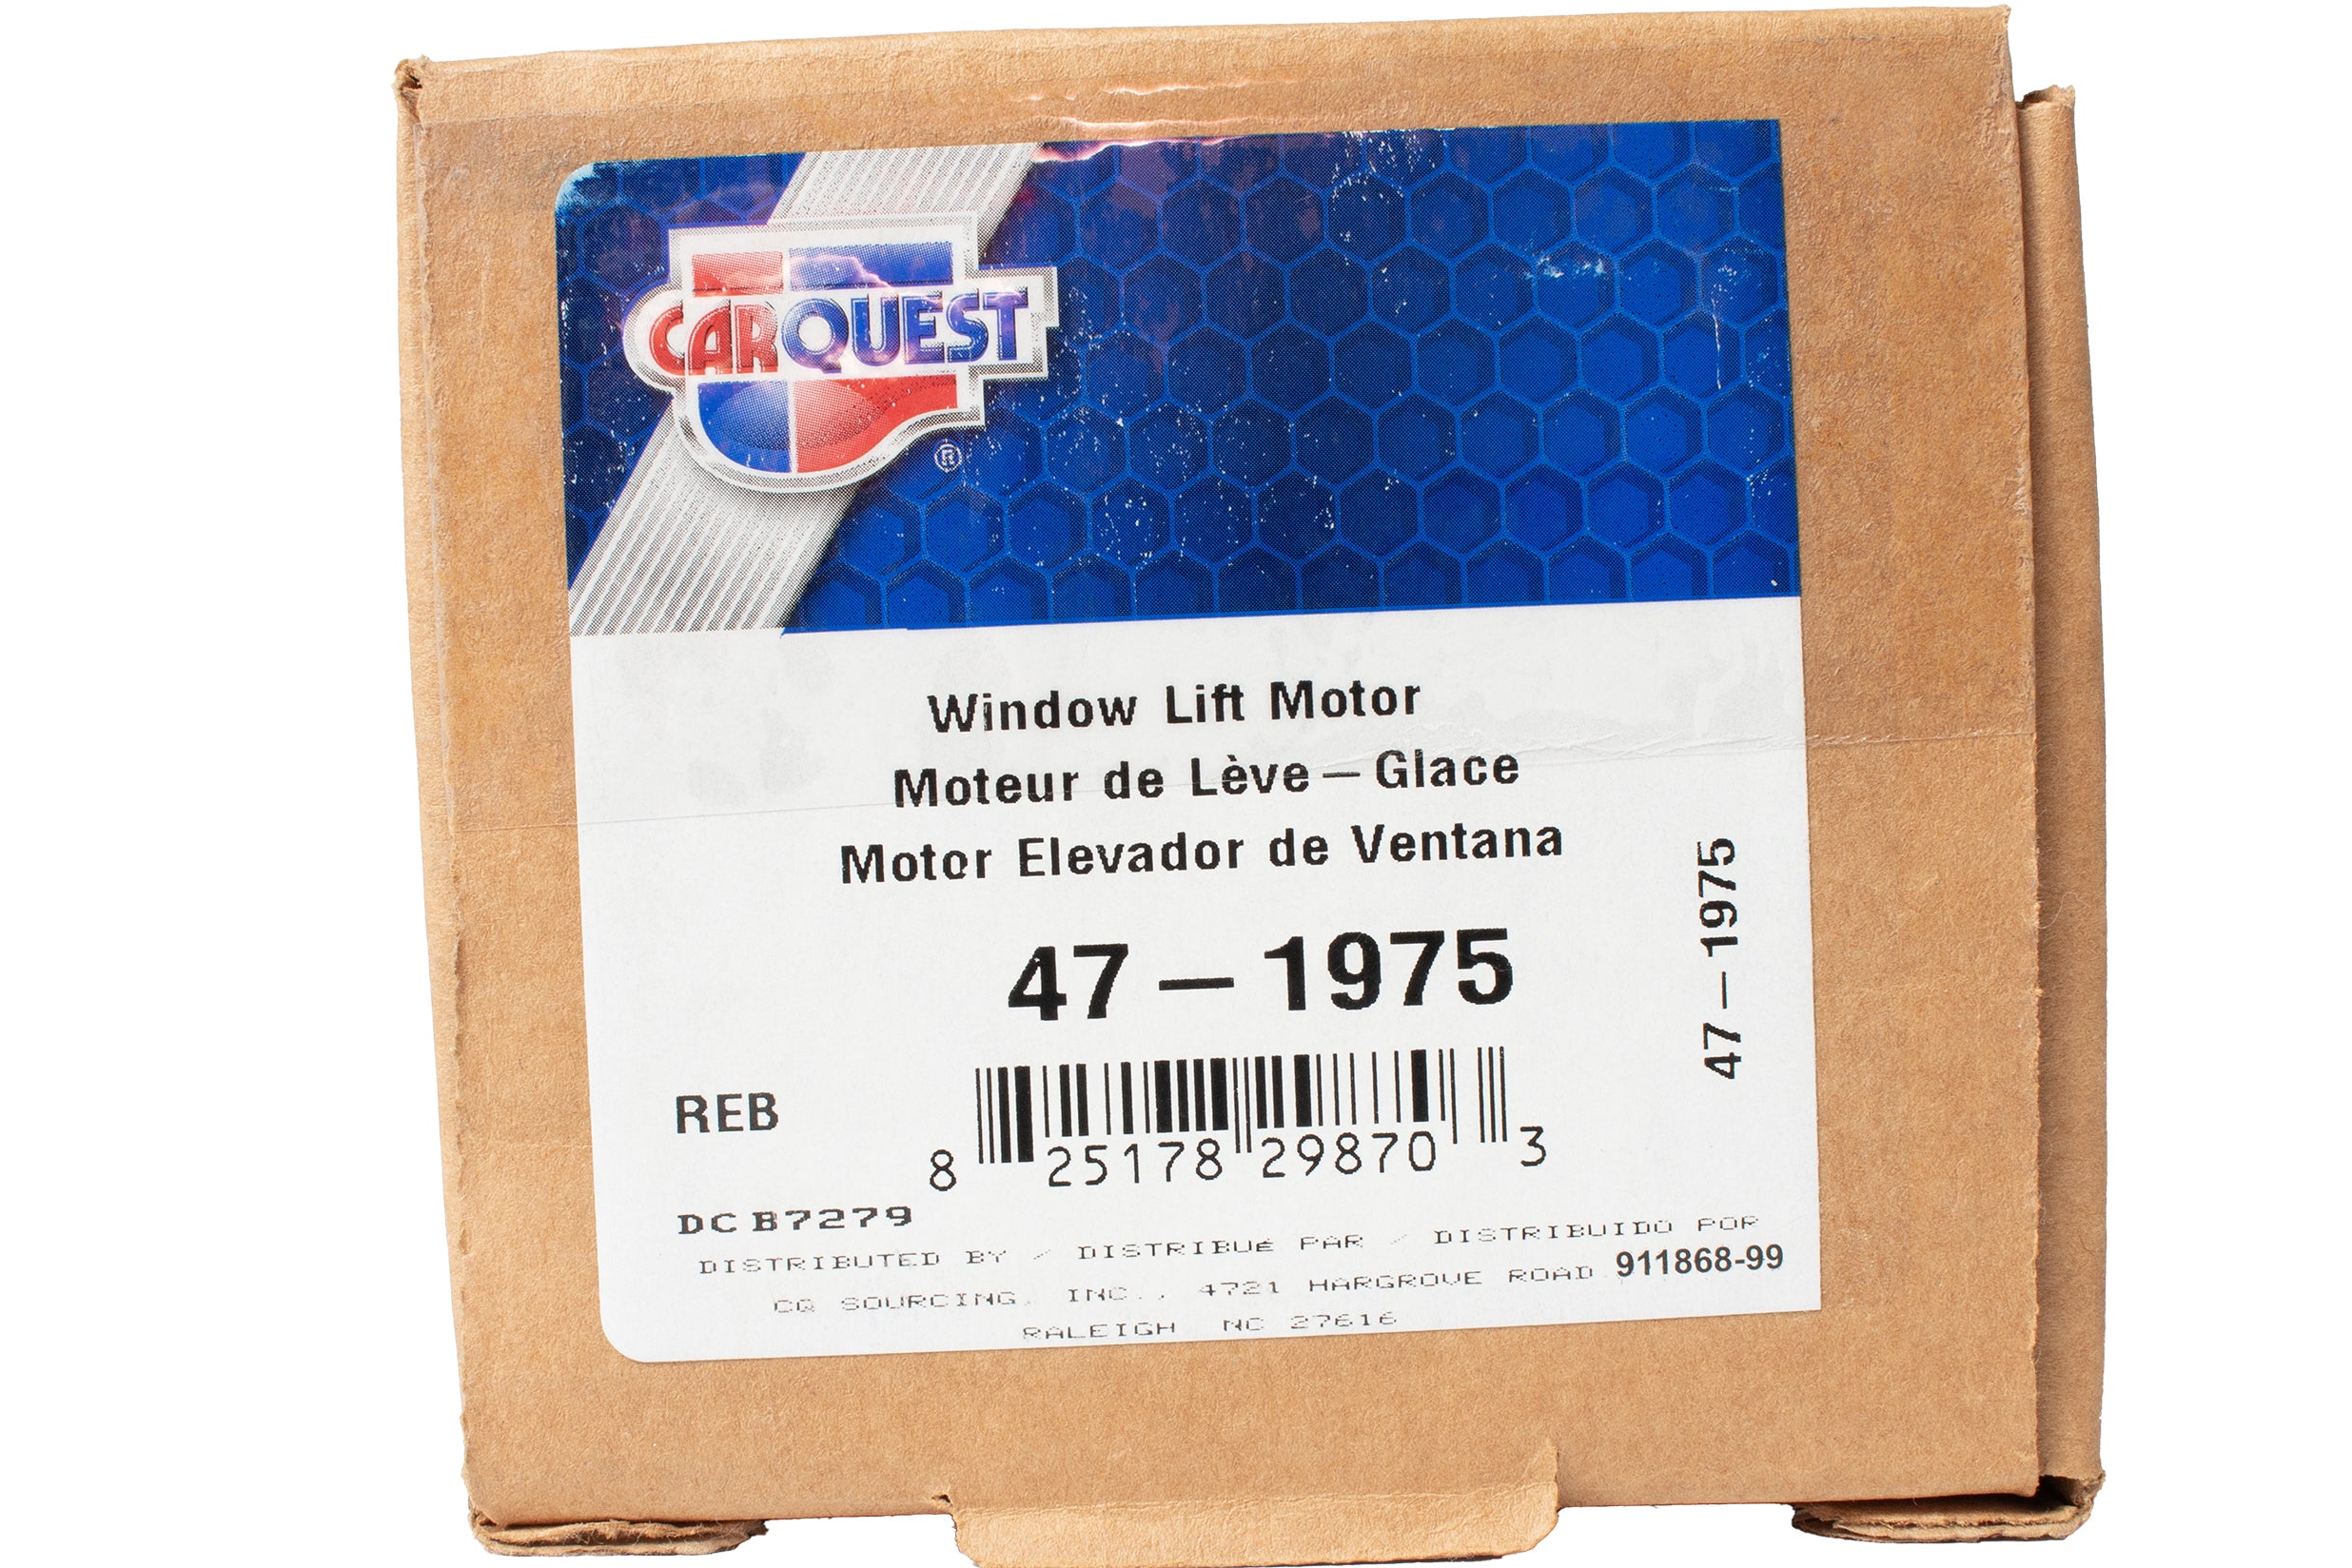 CARQUEST
®
Window Lift Motor
Moteur de Lève-Glace
Motor Elevador de Ventana
47-1975
47-1975
REB
8 25178 29870 3
DC B7279
DISTRIBUTED BY / DISTRIBUÉ PAR / DISTRIBUIDO POR
CQ SOURCING, INC., 4721 HARGROVE ROAD
911868-99
RALEIGH NC 27616